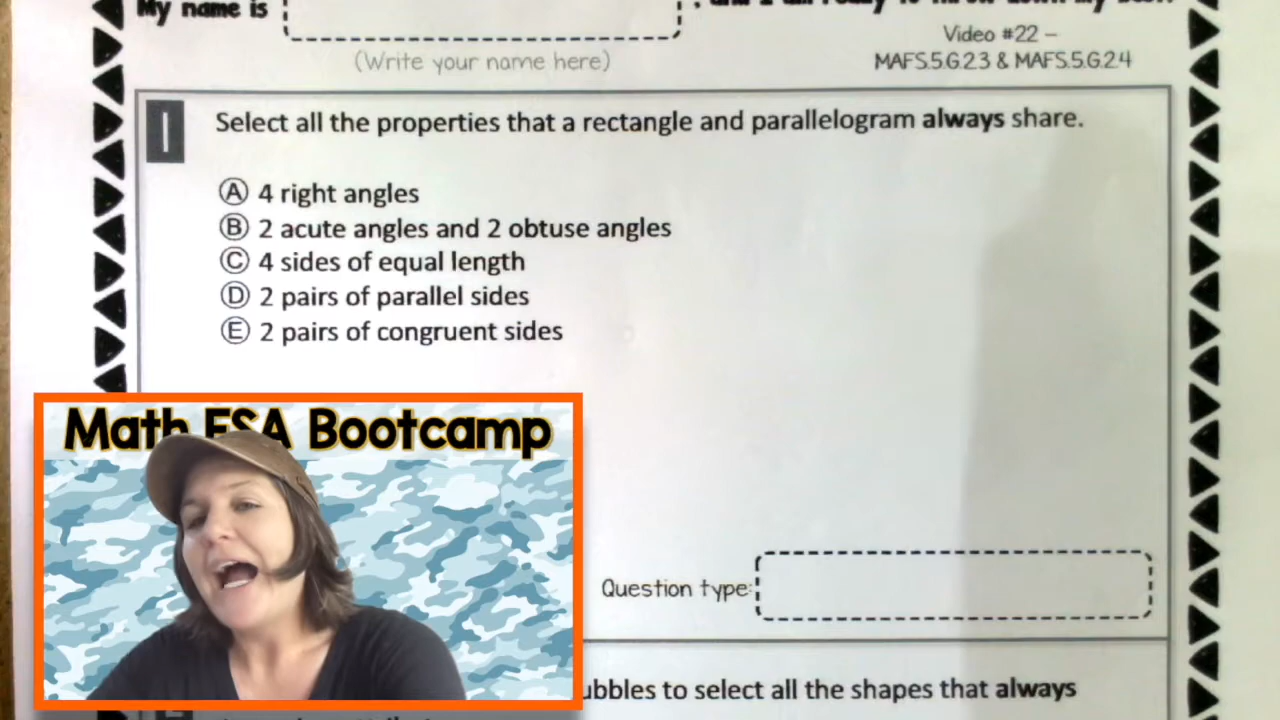 My name is
(Write your name here)
Video #22 –
MAFS.5.G.2.3 & MAFS.5.G.2.4
1 Select all the properties that a rectangle and parallelogram always share.
Ⓐ 4 right angles
Ⓑ 2 acute angles and 2 obtuse angles
Ⓒ 4 sides of equal length
Ⓓ 2 pairs of parallel sides
Ⓔ 2 pairs of congruent sides
Math FSA Bootcamp
Question type:
to select all the shapes that always